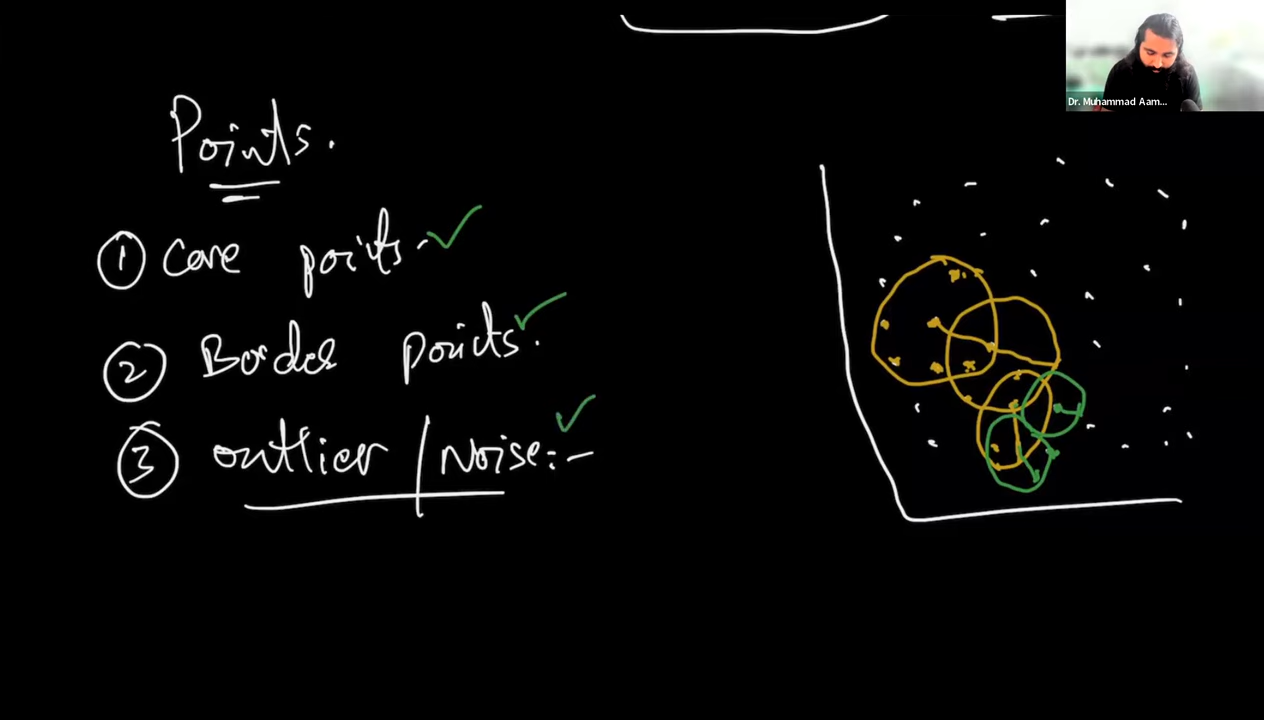 Points.
① Core points -
② Border points.
③ outlier / Noise:-
Dr. Muhammad Aam...